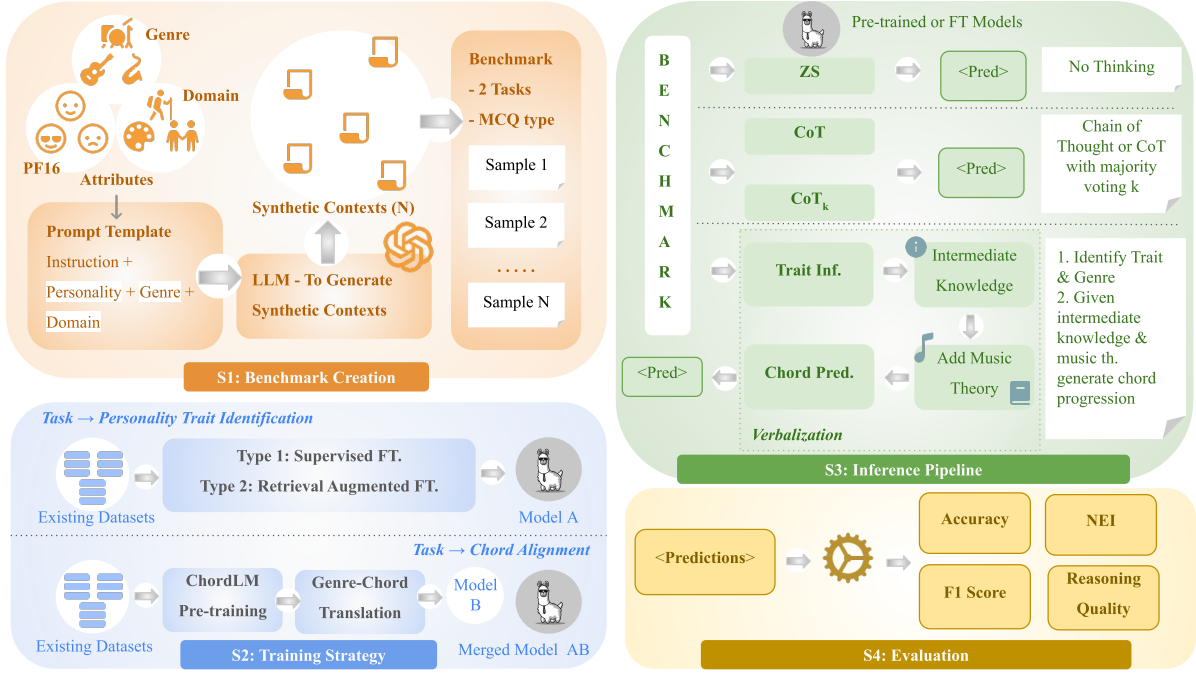 Genre
Domain
PF16
Attributes
Prompt Template
Instruction +
Personality + Genre +
Domain
Synthetic Contexts (N)
LLM - To Generate
Synthetic Contexts
Benchmark
- 2 Tasks
- MCQ type
Sample 1
Sample 2
.....
Sample N
S1: Benchmark Creation
Task → Personality Trait Identification
Existing Datasets
Type 1: Supervised FT.
Type 2: Retrieval Augmented FT.
Model A
Task → Chord Alignment
Existing Datasets
ChordLM
Pre-training
Genre-Chord
Translation
Model
B
Merged Model AB
S2: Training Strategy
Pre-trained or FT Models
B
E
N
C
H
M
A
R
K
ZS
<Pred>
No Thinking
CoT
CoTk
<Pred>
Chain of
Thought or CoT
with majority
voting k
Trait Inf.
Intermediate
Knowledge
Chord Pred.
Add Music
Theory
<Pred>
Verbalization
1. Identify Trait
& Genre
2. Given
intermediate
knowledge &
music th.
generate chord
progression
S3: Inference Pipeline
<Predictions>
Accuracy
NEI
F1 Score
Reasoning
Quality
S4: Evaluation